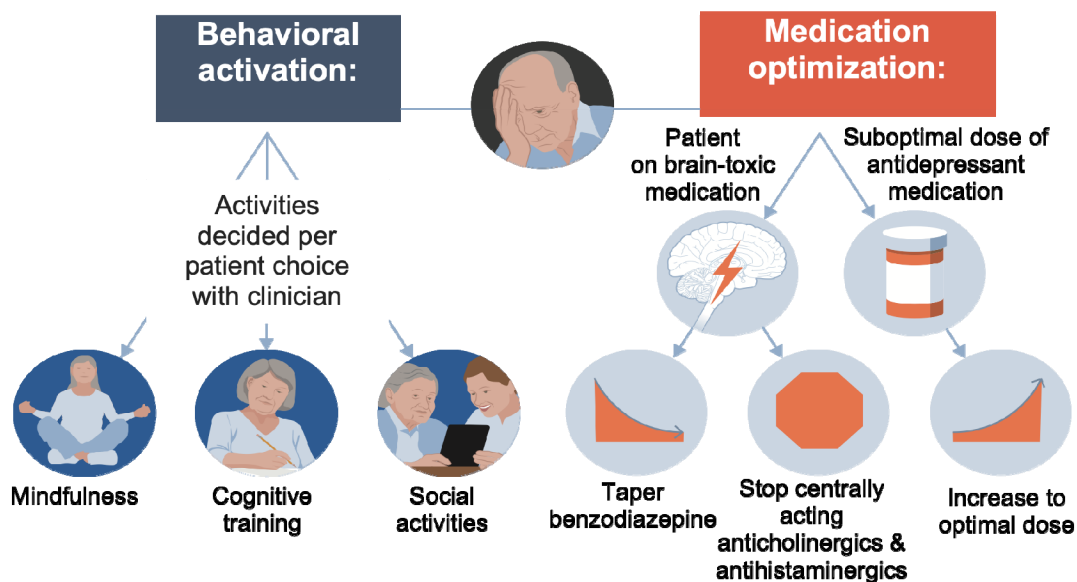 Behavioral
activation:
Medication
optimization:
Activities
decided per
patient choice
with clinician
Patient
on brain-toxic
medication
Suboptimal dose of
antidepressant
medication
Mindfulness
Cognitive
training
Social
activities
Taper
benzodiazepine
Stop centrally
acting
anticholinergics &
antihistaminergics
Increase to
optimal dose